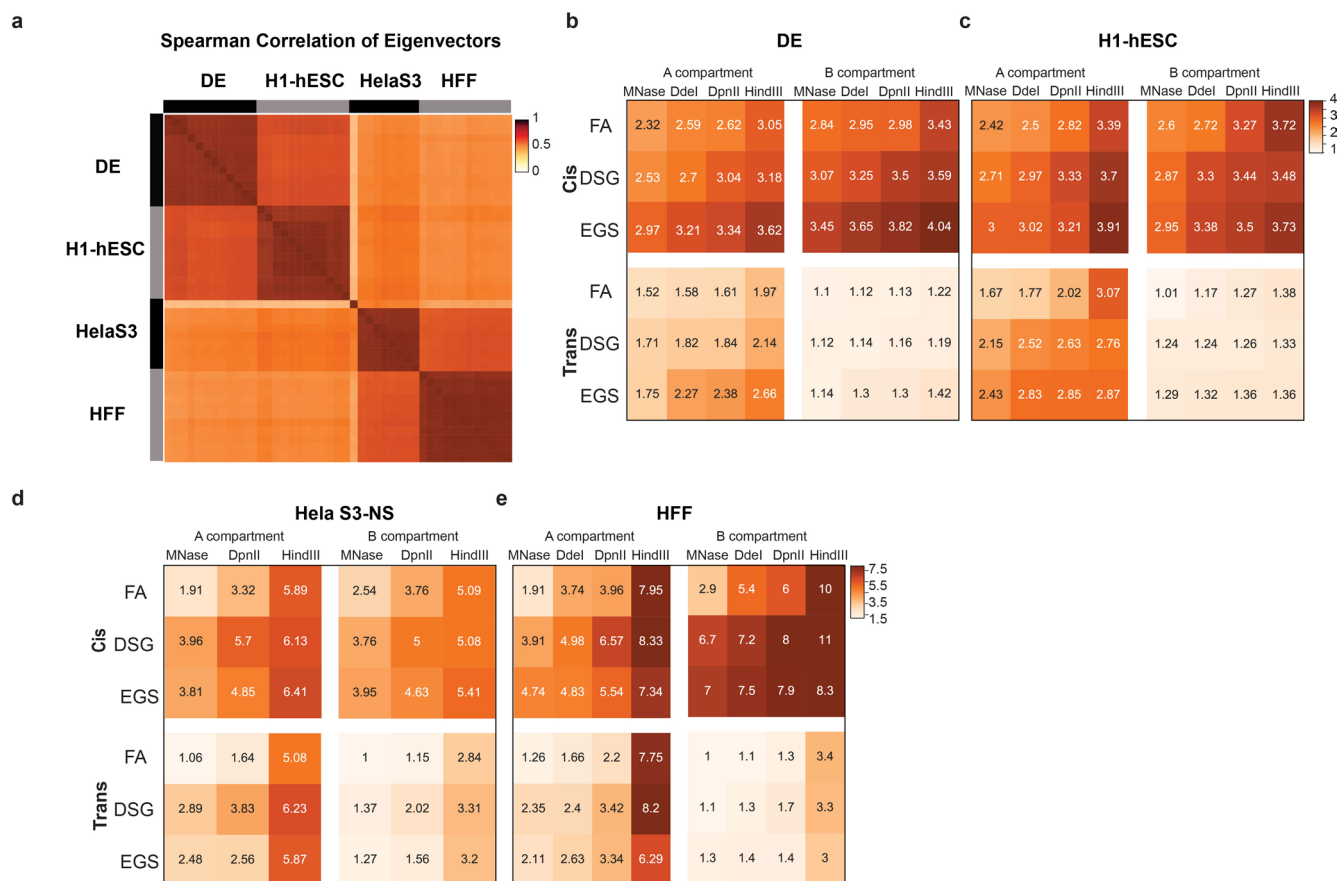 a
Spearman Correlation of Eigenvectors
DE H1-hESC HelaS3 HFF
DE
H1-hESC
HelaS3
HFF
1
0.5
0
b
DE
A compartment B compartment
MNase DdeI DpnII HindIII MNase DdeI DpnII HindIII
Cis
FA 2.32 2.59 2.62 3.05 2.84 2.95 2.98 3.43
DSG 2.53 2.7 3.04 3.18 3.07 3.25 3.5 3.59
EGS 2.97 3.21 3.34 3.62 3.45 3.65 3.82 4.04
Trans
FA 1.52 1.58 1.61 1.97 1.1 1.12 1.13 1.22
DSG 1.71 1.82 1.84 2.14 1.12 1.14 1.16 1.19
EGS 1.75 2.27 2.38 2.66 1.14 1.3 1.3 1.42
c
H1-hESC
A compartment B compartment
MNase DdeI DpnII HindIII MNase DdeI DpnII HindIII
2.42 2.5 2.82 3.39 2.6 2.72 3.27 3.72
2.71 2.97 3.33 3.7 2.87 3.3 3.44 3.48
3 3.02 3.21 3.91 2.95 3.38 3.5 3.73
1.67 1.77 2.02 3.07 1.01 1.17 1.27 1.38
2.15 2.52 2.63 2.76 1.24 1.24 1.26 1.33
2.43 2.83 2.85 2.87 1.29 1.32 1.36 1.36
4
3
2
1
d
Hela S3-NS
A compartment B compartment
MNase DpnII HindIII MNase DpnII HindIII
Cis
FA 1.91 3.32 5.89 2.54 3.76 5.09
DSG 3.96 5.7 6.13 3.76 5 5.08
EGS 3.81 4.85 6.41 3.95 4.63 5.41
Trans
FA 1.06 1.64 5.08 1 1.15 2.84
DSG 2.89 3.83 6.23 1.37 2.02 3.31
EGS 2.48 2.56 5.87 1.27 1.56 3.2
e
HFF
A compartment B compartment
MNase DdeI DpnII HindIII MNase DdeI DpnII HindIII
1.91 3.74 3.96 7.95 2.9 5.4 6 10
3.91 4.98 6.57 8.33 6.7 7.2 8 11
4.74 4.83 5.54 7.34 7 7.5 7.9 8.3
1.26 1.66 2.2 7.75 1 1.1 1.3 3.4
2.35 2.4 3.42 8.2 1.1 1.3 1.7 3.3
2.11 2.63 3.34 6.29 1.3 1.4 1.4 3
7.5
5.5
3.5
1.5